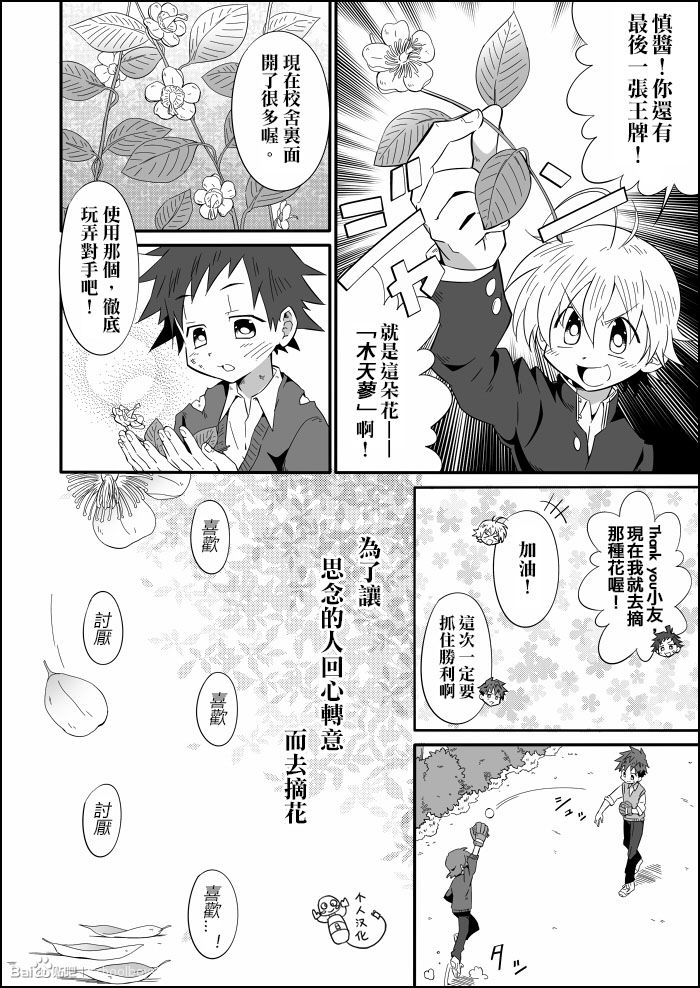 慎醬！你還有
最後一張王牌！
就是這朵花——
「木天蓼」啊！
現在校舍裏面
開了很多喔。
使用那個，徹底
玩弄對手吧！
Thank you小友
現在我就去摘
那種花喔！
加油！
這次一定要
抓住勝利啊
為了讓
思念的人回心轉意
而去摘花
喜歡
討厭
喜歡
討厭
喜歡…！
ダッ
个人汉化
Bai 贴吧